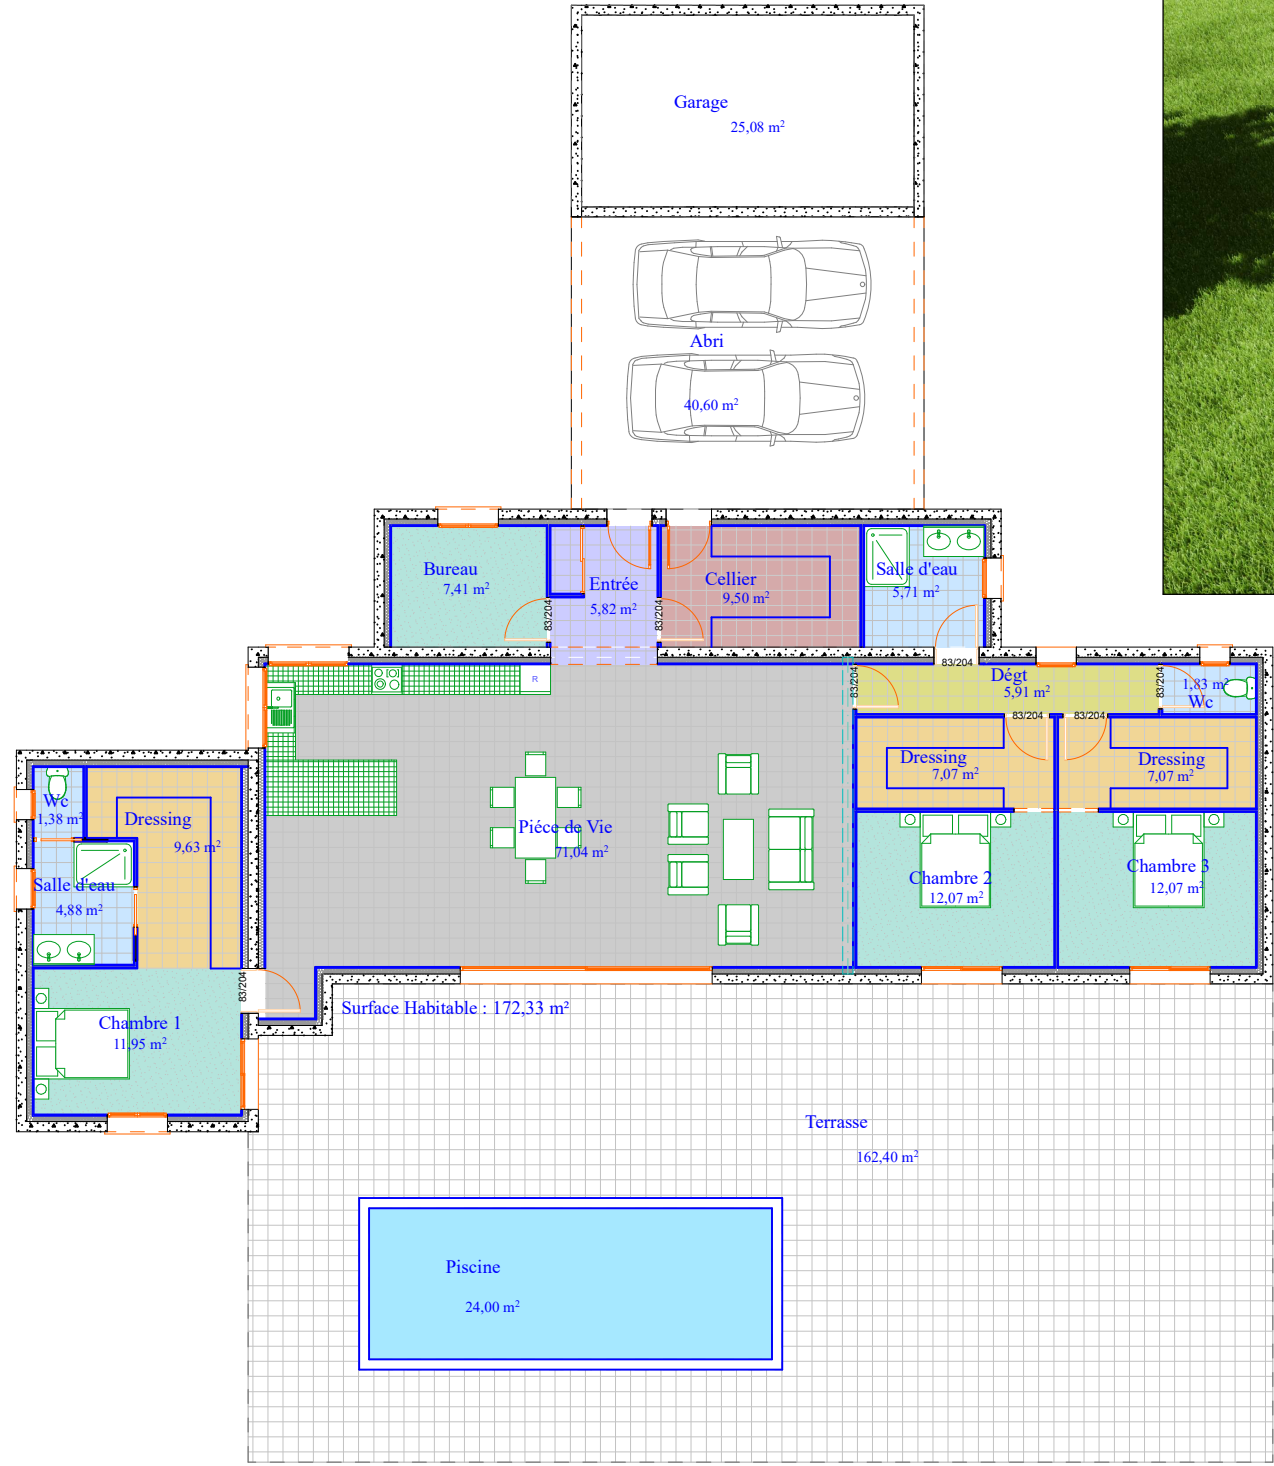 Garage
25,08 m²
Abri
40,60 m²
Bureau
7,41 m²
Entrée
5,82 m²
Cellier
9,50 m²
Salle d'eau
5,71 m²
83/204
83/204
83/204
83/204
83/204
Dégt
5,91 m²
1,83 m²
Wc
R
83/204
83/204
Dressing
7,07 m²
Dressing
7,07 m²
Wc
1,38 m²
Dressing
9,63 m²
Piéce de Vie
71,04 m²
Salle d'eau
4,88 m²
Chambre 2
12,07 m²
Chambre 3
12,07 m²
83/204
Surface Habitable : 172,33 m²
Chambre 1
11,95 m²
Terrasse
162,40 m²
Piscine
24,00 m²